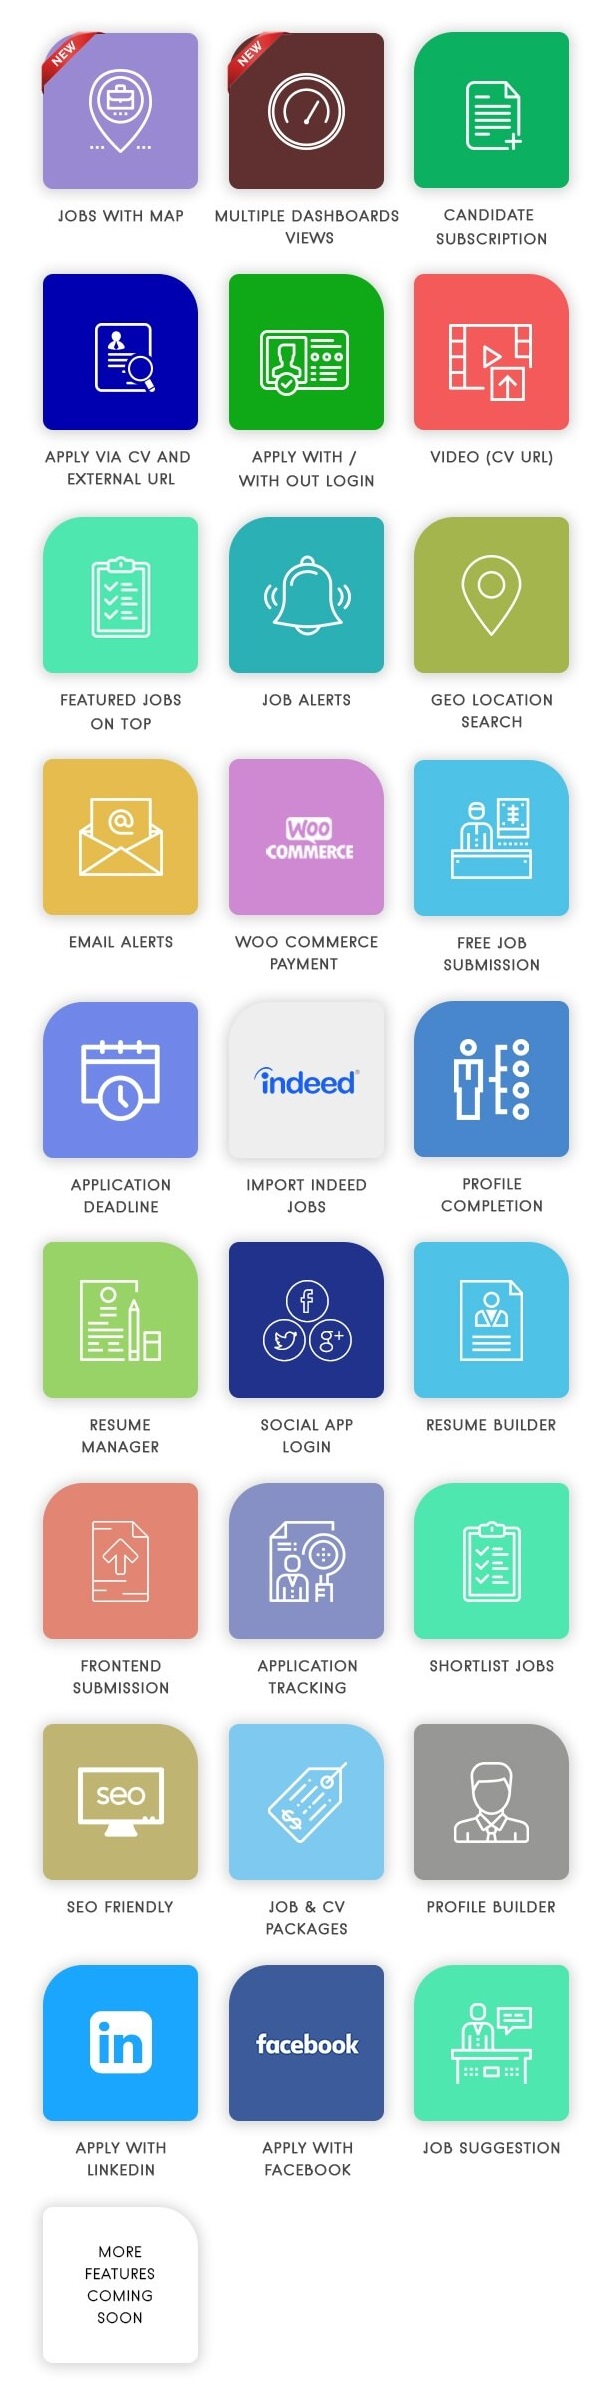 NEW
NEW
JOBS WITH MAP
MULTIPLE DASHBOARDS
VIEWS
CANDIDATE
SUBSCRIPTION
APPLY VIA CV AND
EXTERNAL URL
APPLY WITH /
WITH OUT LOGIN
VIDEO (CV URL)
FEATURED JOBS
ON TOP
JOB ALERTS
GEO LOCATION
SEARCH
@
WOO
COMMERCE
EMAIL ALERTS
WOO COMMERCE
PAYMENT
FREE JOB
SUBMISSION
indeed®
APPLICATION
DEADLINE
IMPORT INDEED
JOBS
PROFILE
COMPLETION
f
g+
RESUME
MANAGER
SOCIAL APP
LOGIN
RESUME BUILDER
FRONTEND
SUBMISSION
APPLICATION
TRACKING
SHORTLIST JOBS
seo
$
SEO FRIENDLY
JOB & CV
PACKAGES
PROFILE BUILDER
in
facebook
APPLY WITH
LINKEDIN
APPLY WITH
FACEBOOK
JOB SUGGESTION
MORE
FEATURES
COMING
SOON